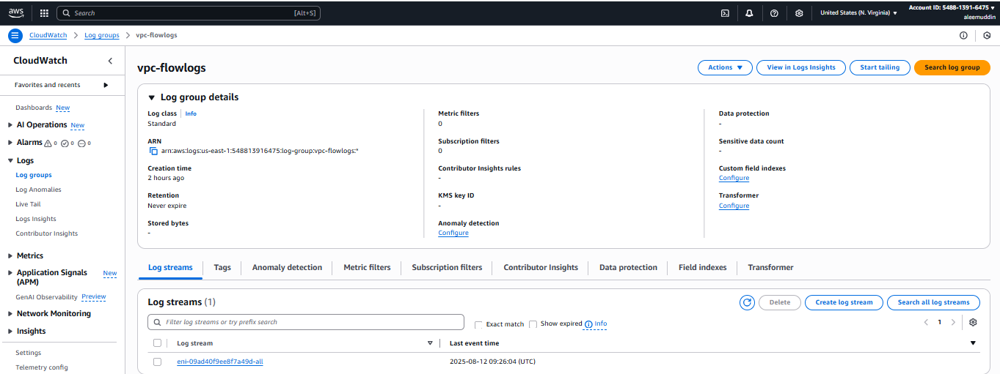 aws
Search [Alt+S]
United States (N. Virginia)
Account ID: 5488-1391-6475
aleemuddin
CloudWatch
Log groups
vpc-flowlogs
CloudWatch
Favorites and recents
Dashboards New
AI Operations New
Alarms 0 0 0
Logs
Log groups
Log Anomalies
Live Tail
Logs Insights
Contributor Insights
Metrics
Application Signals New
(APM)
GenAI Observability Preview
Network Monitoring
Insights
Settings
Telemetry config
vpc-flowlogs
Actions
View in Logs Insights
Start tailing
Search log group
Log group details
Log class Info
Standard
ARN
arn:aws:logs:us-east-1:548813916475:log-group:vpc-flowlogs:*
Creation time
2 hours ago
Retention
Never expire
Stored bytes
-
Metric filters
0
Subscription filters
0
Contributor Insights rules
-
KMS key ID
-
Anomaly detection
Configure
Data protection
-
Sensitive data count
-
Custom field indexes
Configure
Transformer
Configure
Log streams
Tags
Anomaly detection
Metric filters
Subscription filters
Contributor Insights
Data protection
Field indexes
Transformer
Log streams (1)
Delete
Create log stream
Search all log streams
Filter log streams or try prefix search
Exact match
Show expired
Info
1
Log stream
Last event time
eni-09ad40f9ee8f7a49d-all
2025-08-12 09:26:04 (UTC)